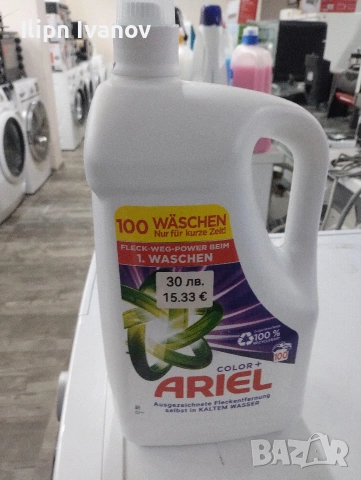 Ilipn Ivanov
100 WÄSCHEN
Nur für kurze Zeit!
FLECK-WEG-POWER BEIM
1. WASCHEN
30 лв.
15.33 €
100 %
100
COLOR+
ARIEL
Ausgezeichnete Fleckentfernung
selbst in KALTEM WASSER
BAZAR